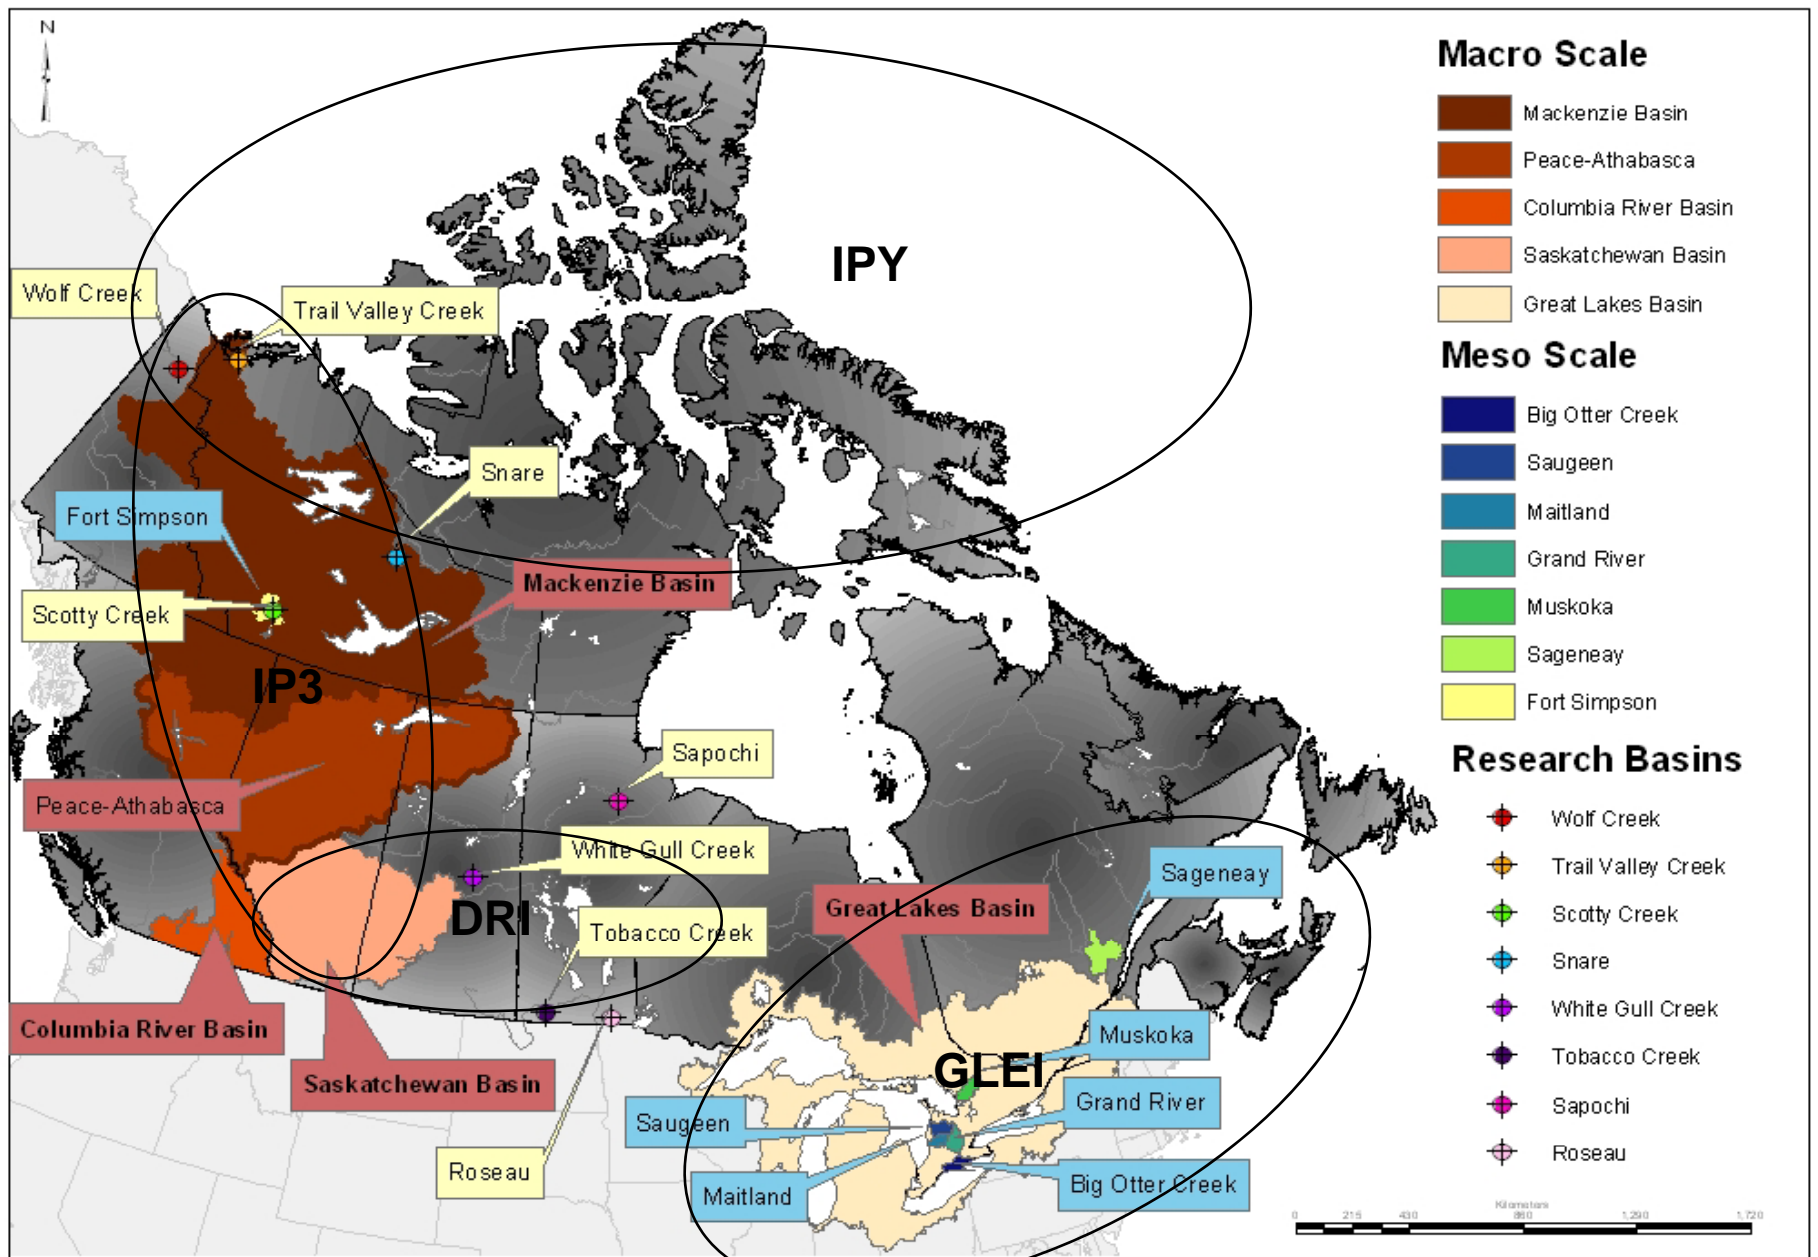 N
IPY
Wolf Creek
Trail Valley Creek
Snare
Fort Simpson
Mackenzie Basin
Scotty Creek
IP3
Sapochi
Peace-Athabasca
White Gull Creek
DRI
Tobacco Creek
Great Lakes Basin
Sageneay
Columbia River Basin
Saskatchewan Basin
Muskoka
GLEI
Grand River
Saugeen
Roseau
Maitland
Big Otter Creek
Macro Scale
Mackenzie Basin
Peace-Athabasca
Columbia River Basin
Saskatchewan Basin
Great Lakes Basin
Meso Scale
Big Otter Creek
Saugeen
Maitland
Grand River
Muskoka
Sageneay
Fort Simpson
Research Basins
Wolf Creek
Trail Valley Creek
Scotty Creek
Snare
White Gull Creek
Tobacco Creek
Sapochi
Roseau
Kilometers
0 215 430 860 1,290 1,720